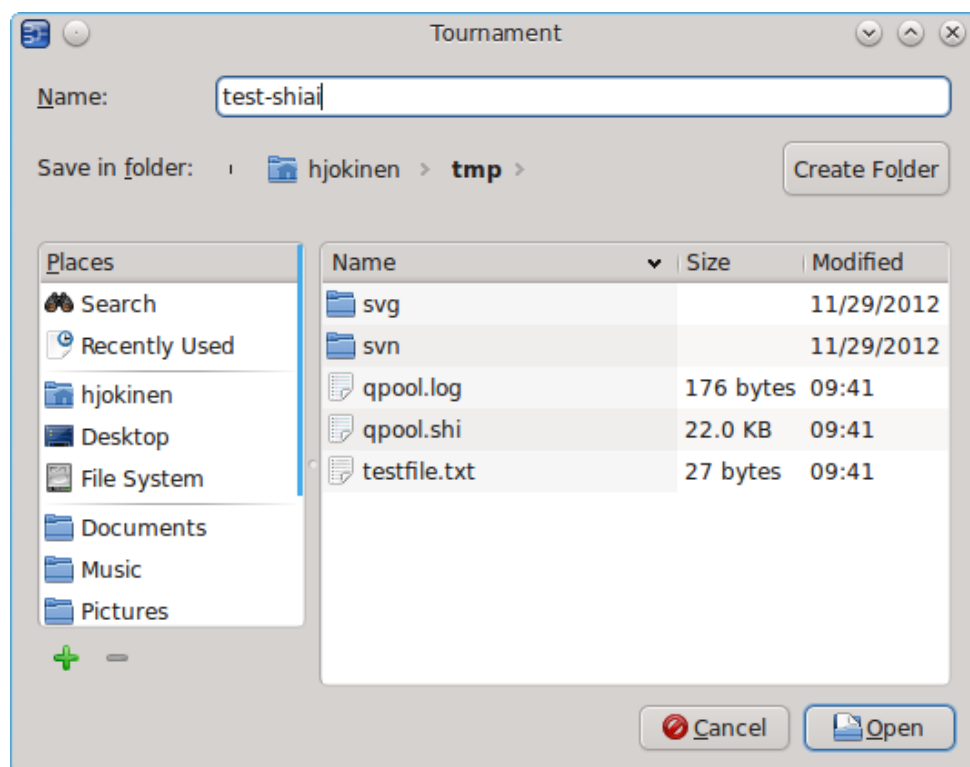 Tournament
Name: test-shiai
Save in folder: hjokinen > tmp > Create Folder
Places Name Size Modified
Search svg 11/29/2012
Recently Used svn 11/29/2012
hjokinen qpool.log 176 bytes 09:41
Desktop qpool.shi 22.0 KB 09:41
File System testfile.txt 27 bytes 09:41
Documents
Music
Pictures
Cancel Open